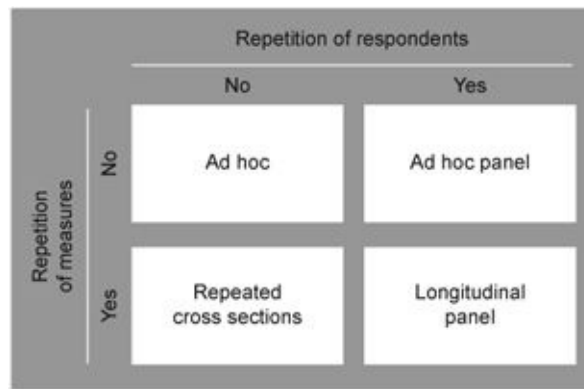 Repetition of respondents
No
Yes
Repetition
of measures
No
Ad hoc
Ad hoc panel
Yes
Repeated
cross sections
Longitudinal
panel